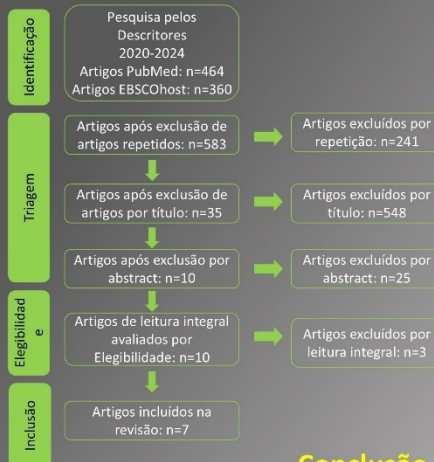 Identificação
Pesquisa pelos
Descritores
2020-2024
Artigos PubMed: n=464
Artigos EBSCOhost: n=360
Triagem
Artigos após exclusão de
artigos repetidos: n=583
Artigos excluídos por
repetição: n=241
Artigos após exclusão de
artigos por título: n=35
Artigos excluídos por
título: n=548
Artigos após exclusão por
abstract: n=10
Artigos excluídos por
abstract: n=25
Elegibilidad
e
Artigos de leitura integral
avaliados por
Elegibilidade: n=10
Artigos excluídos por
leitura integral: n=3
Inclusão
Artigos incluídos na
revisão: n=7
Conclusão